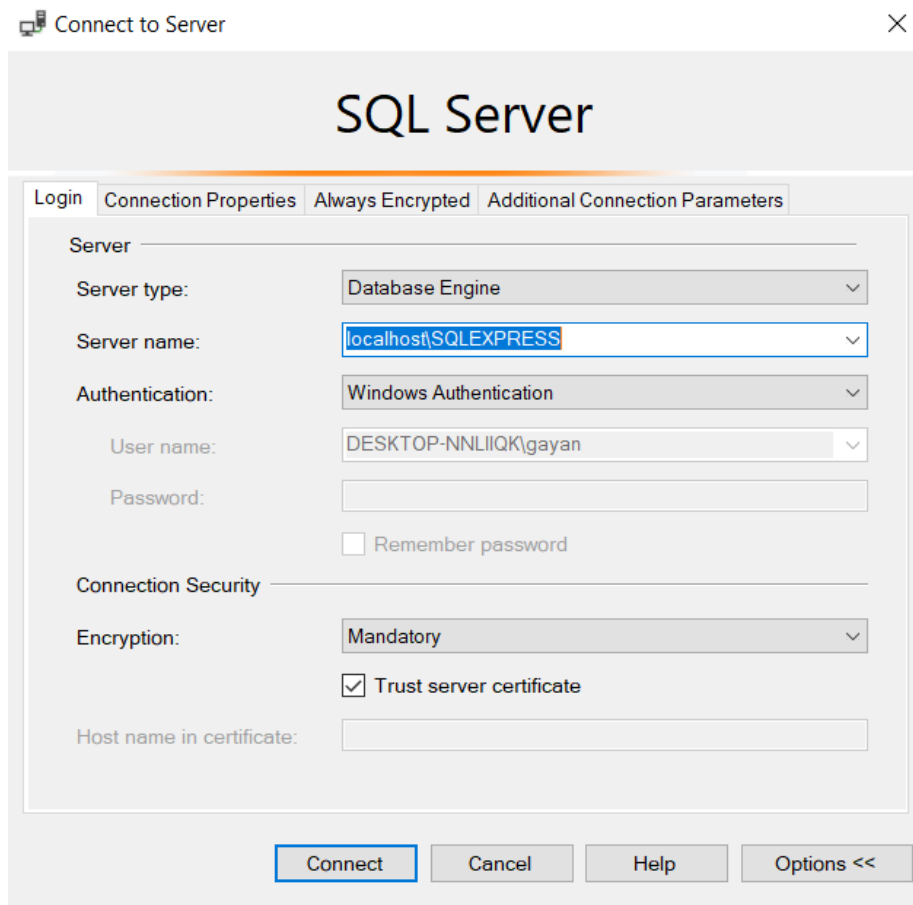 Connect to Server
SQL Server
Login Connection Properties Always Encrypted Additional Connection Parameters
Server
Server type: Database Engine
Server name: localhost\SQLEXPRESS
Authentication: Windows Authentication
User name: DESKTOP-NNLIIQK\gayan
Password:
Remember password
Connection Security
Encryption: Mandatory
Trust server certificate
Host name in certificate:
Connect Cancel Help Options <<